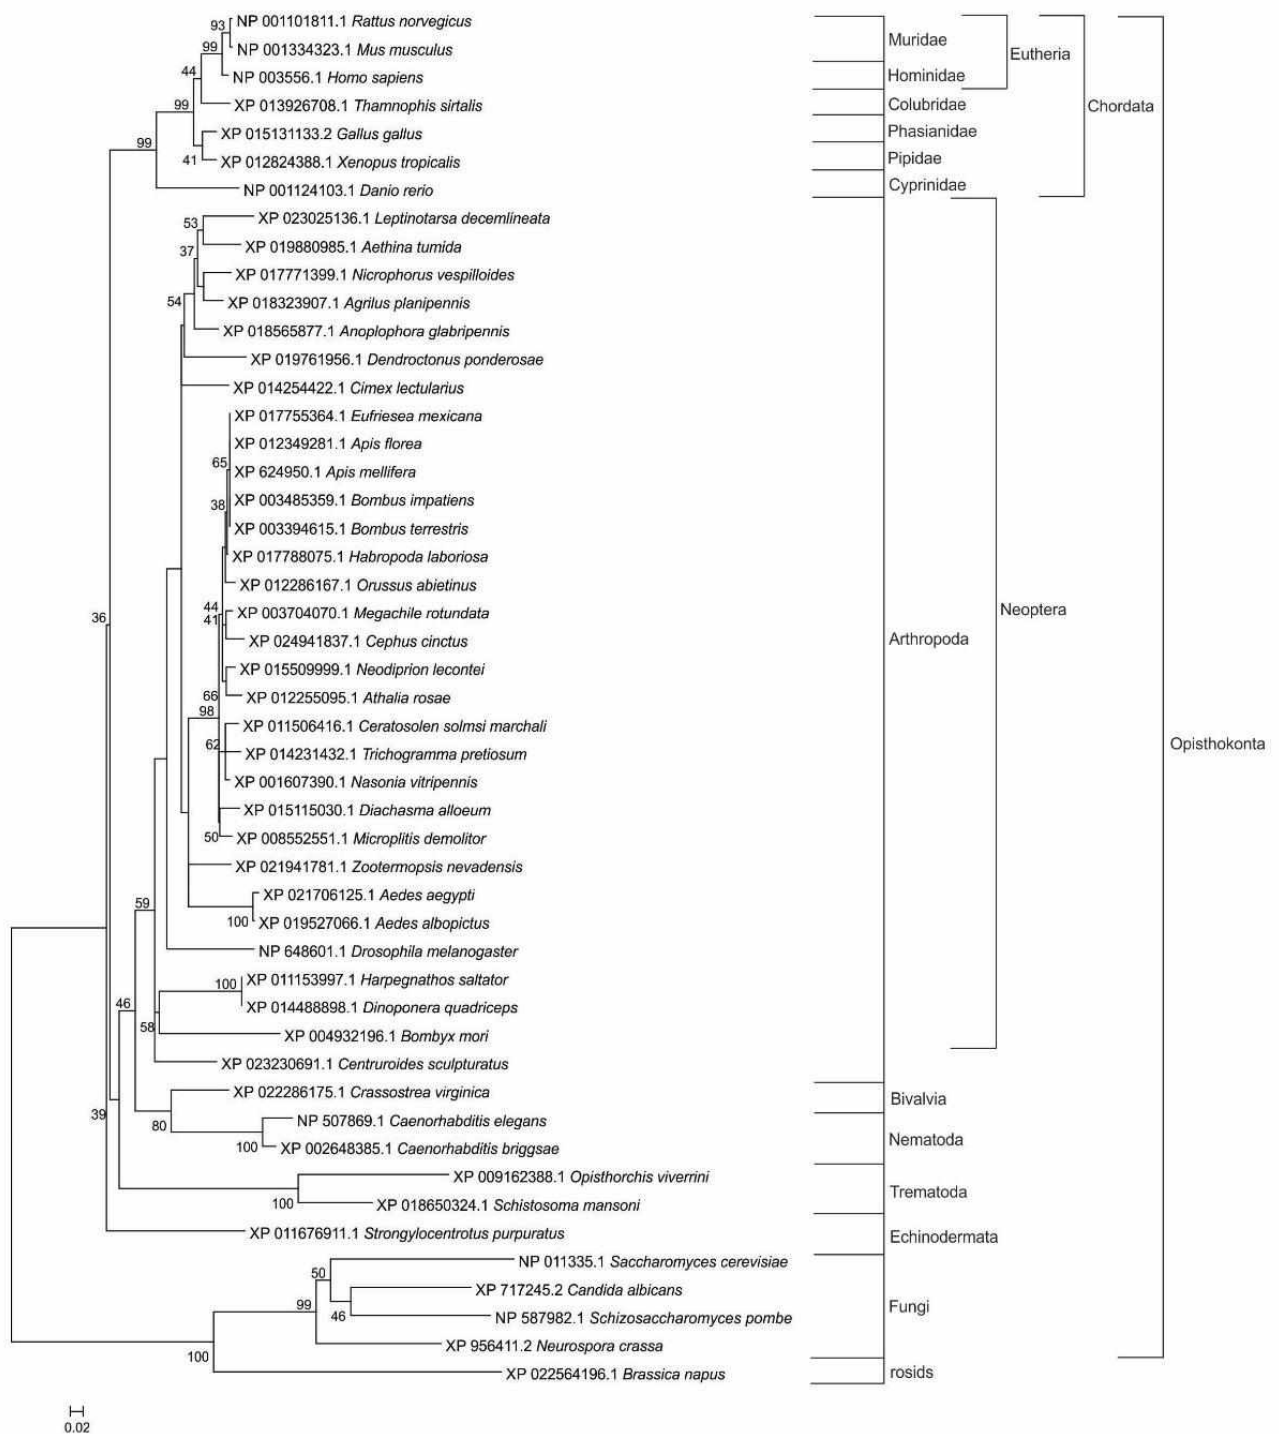 93
NP 001101811.1 Rattus norvegicus
99
NP 001334323.1 Mus musculus
Muridae
Eutheria
44
NP 003556.1 Homo sapiens
Hominidae
99
XP 013926708.1 Thamnophis sirtalis
Colubridae
Chordata
XP 015131133.2 Gallus gallus
Phasianidae
99
41
XP 012824388.1 Xenopus tropicalis
Pipidae
NP 001124103.1 Danio rerio
Cyprinidae
53
XP 023025136.1 Leptinotarsa decemlineata
37
XP 019880985.1 Aethina tumida
XP 017771399.1 Nicrophorus vespilloides
54
XP 018323907.1 Agrilus planipennis
XP 018565877.1 Anoplophora glabripennis
XP 019761956.1 Dendroctonus ponderosae
XP 014254422.1 Cimex lectularius
XP 017755364.1 Eufriesea mexicana
XP 012349281.1 Apis florea
65
XP 624950.1 Apis mellifera
38
XP 003485359.1 Bombus impatiens
XP 003394615.1 Bombus terrestris
XP 017788075.1 Habropoda laboriosa
XP 012286167.1 Orussus abietinus
36
44
41
XP 003704070.1 Megachile rotundata
Neoptera
XP 024941837.1 Cephus cinctus
Arthropoda
XP 015509999.1 Neodiprion lecontei
66
XP 012255095.1 Athalia rosae
98
XP 011506416.1 Ceratosolen solmsi marchali
62
XP 014231432.1 Trichogramma pretiosum
Opisthokonta
XP 001607390.1 Nasonia vitripennis
XP 015115030.1 Diachasma alloeum
50
XP 008552551.1 Microplitis demolitor
XP 021941781.1 Zootermopsis nevadensis
59
XP 021706125.1 Aedes aegypti
100
XP 019527066.1 Aedes albopictus
NP 648601.1 Drosophila melanogaster
100
XP 011153997.1 Harpegnathos saltator
46
XP 014488898.1 Dinoponera quadriceps
58
XP 004932196.1 Bombyx mori
XP 023230691.1 Centruroides sculpturatus
XP 022286175.1 Crassostrea virginica
Bivalvia
39
80
NP 507869.1 Caenorhabditis elegans
Nematoda
100
XP 002648385.1 Caenorhabditis briggsae
XP 009162388.1 Opisthorchis viverrini
Trematoda
100
XP 018650324.1 Schistosoma mansoni
XP 011676911.1 Strongylocentrotus purpuratus
Echinodermata
50
NP 011335.1 Saccharomyces cerevisiae
XP 717245.2 Candida albicans
99
46
NP 587982.1 Schizosaccharomyces pombe
Fungi
XP 956411.2 Neurospora crassa
100
XP 022564196.1 Brassica napus
rosids
0.02